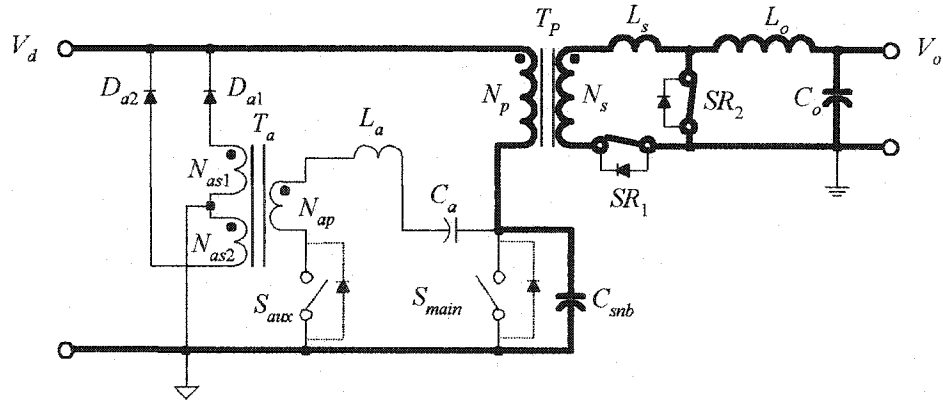 T_P
L_s
L_o
V_d
V_o
D_a2
D_a1
N_p
N_s
SR_2
C_o
T_a
L_a
N_as1
N_ap
C_a
SR_1
N_as2
S_aux
S_main
C_snb